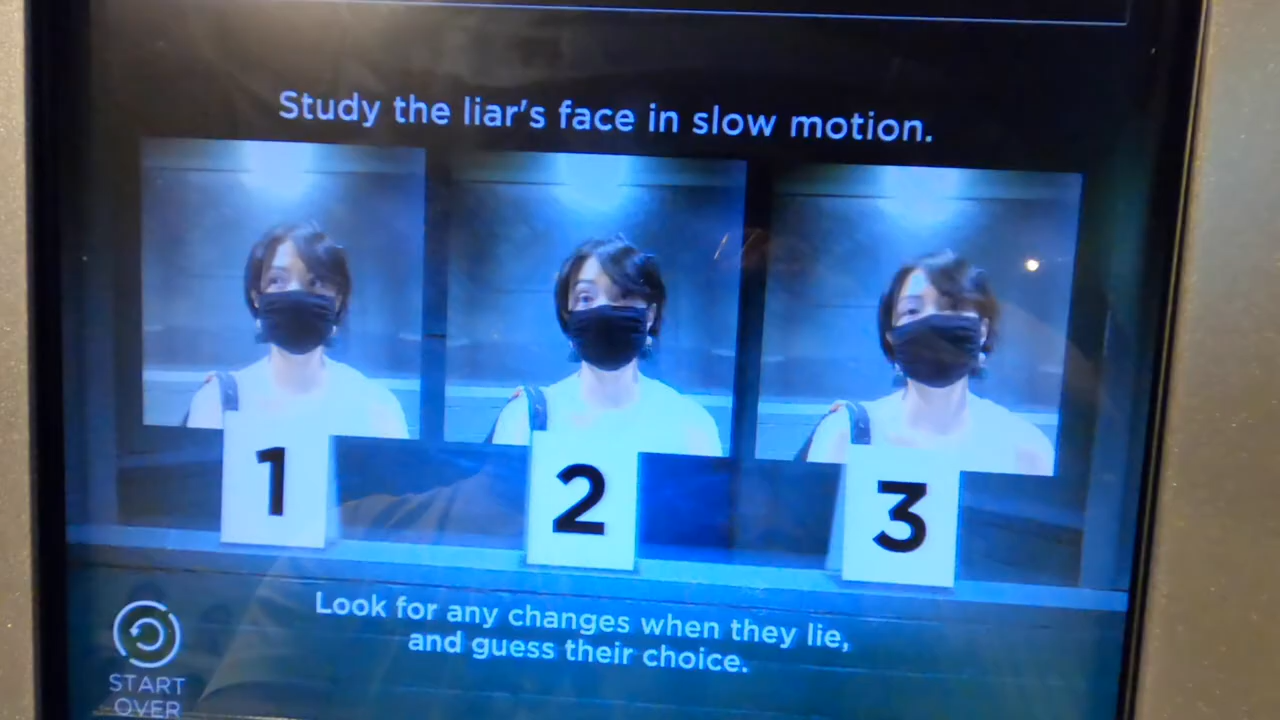 Study the liar's face in slow motion.
1
2
3
Look for any changes when they lie,
and guess their choice.
START
OVER